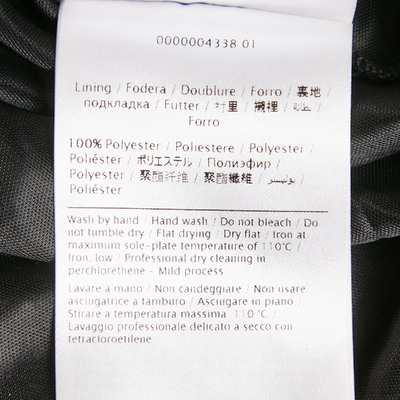 0000004338 01
Lining / Fodera / Doublure / Forro / 裏地 /
подкладка / Futter / 衬里 / 襯裡 / بطانة /
Forro
100% Polyester / Poliestere / Polyester /
Poliéster / ポリエステル / Полиэфир /
Polyester / 聚酯纤维 / 聚酯纖維 / بوليستر /
Poliéster
Wash by hand / Hand wash / Do not bleach / Do
not tumble dry / Flat drying / Dry flat / Iron at
maximum sole-plate temperature of 110°C /
Iron, low / Professional dry cleaning in
perchlorethene - Mild process
Lavare a mano / Non candeggiare / Non usare
asciugatrice a tamburo / Asciugare in piano /
Stirare a temperatura massima 110°C /
Lavaggio professionale delicato a secco con
tetracloroetilene